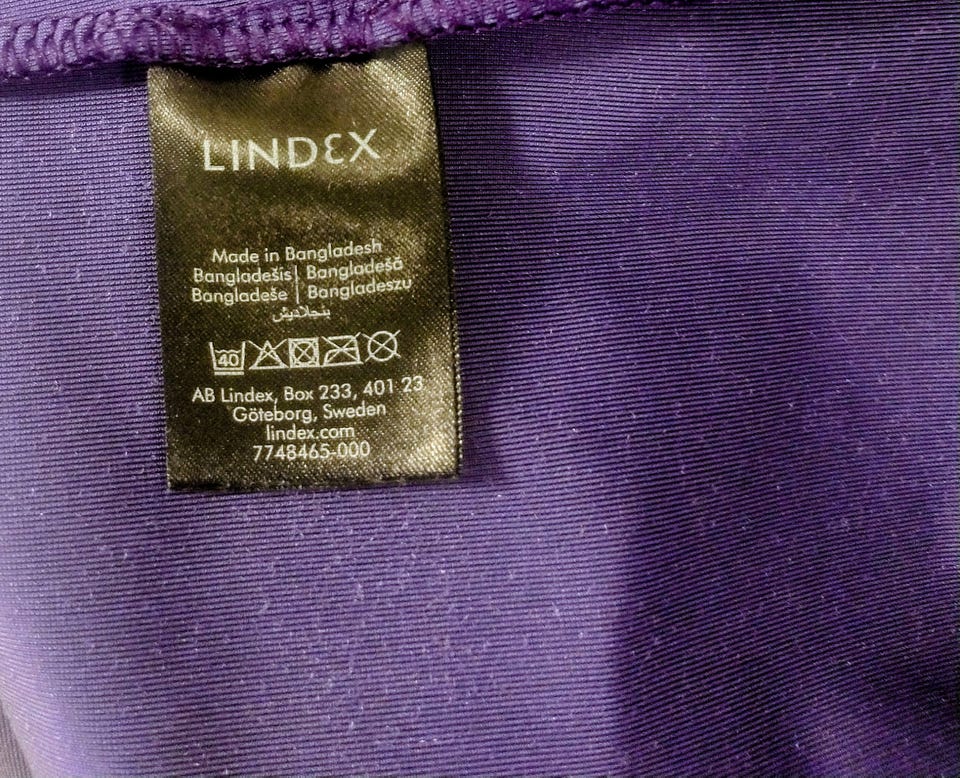 LINDEX
Made in Bangladesh
Bangladešis | Bangladešā
Bangladeše | Bangladeszu
بنجلاديش
40
AB Lindex, Box 233, 401 23
Göteborg, Sweden
lindex.com
7748465-000